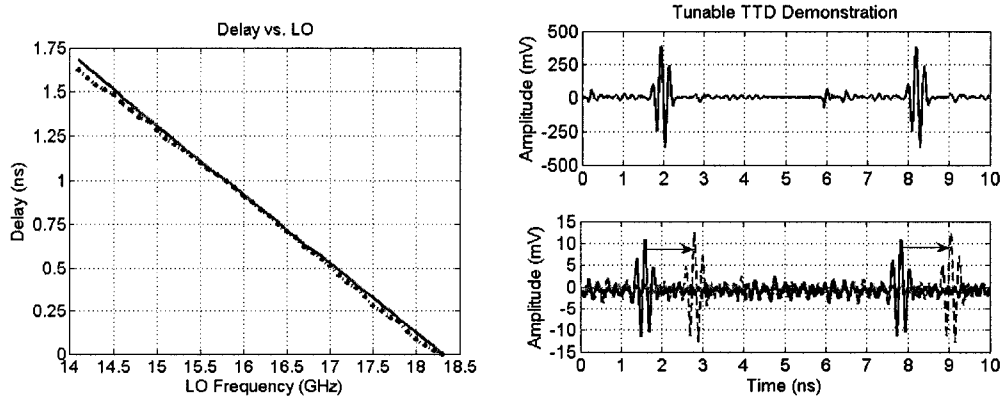 Delay vs. LO
1.75
1.5
1.25
1
0.75
0.5
0.25
0
Delay (ns)
14 14.5 15 15.5 16 16.5 17 17.5 18 18.5
LO Frequency (GHz)
Tunable TTD Demonstration
500
250
0
-250
-500
Amplitude (mV)
0 1 2 3 4 5 6 7 8 9 10
15
10
5
0
-5
-10
-15
Amplitude (mV)
0 1 2 3 4 5 6 7 8 9 10
Time (ns)